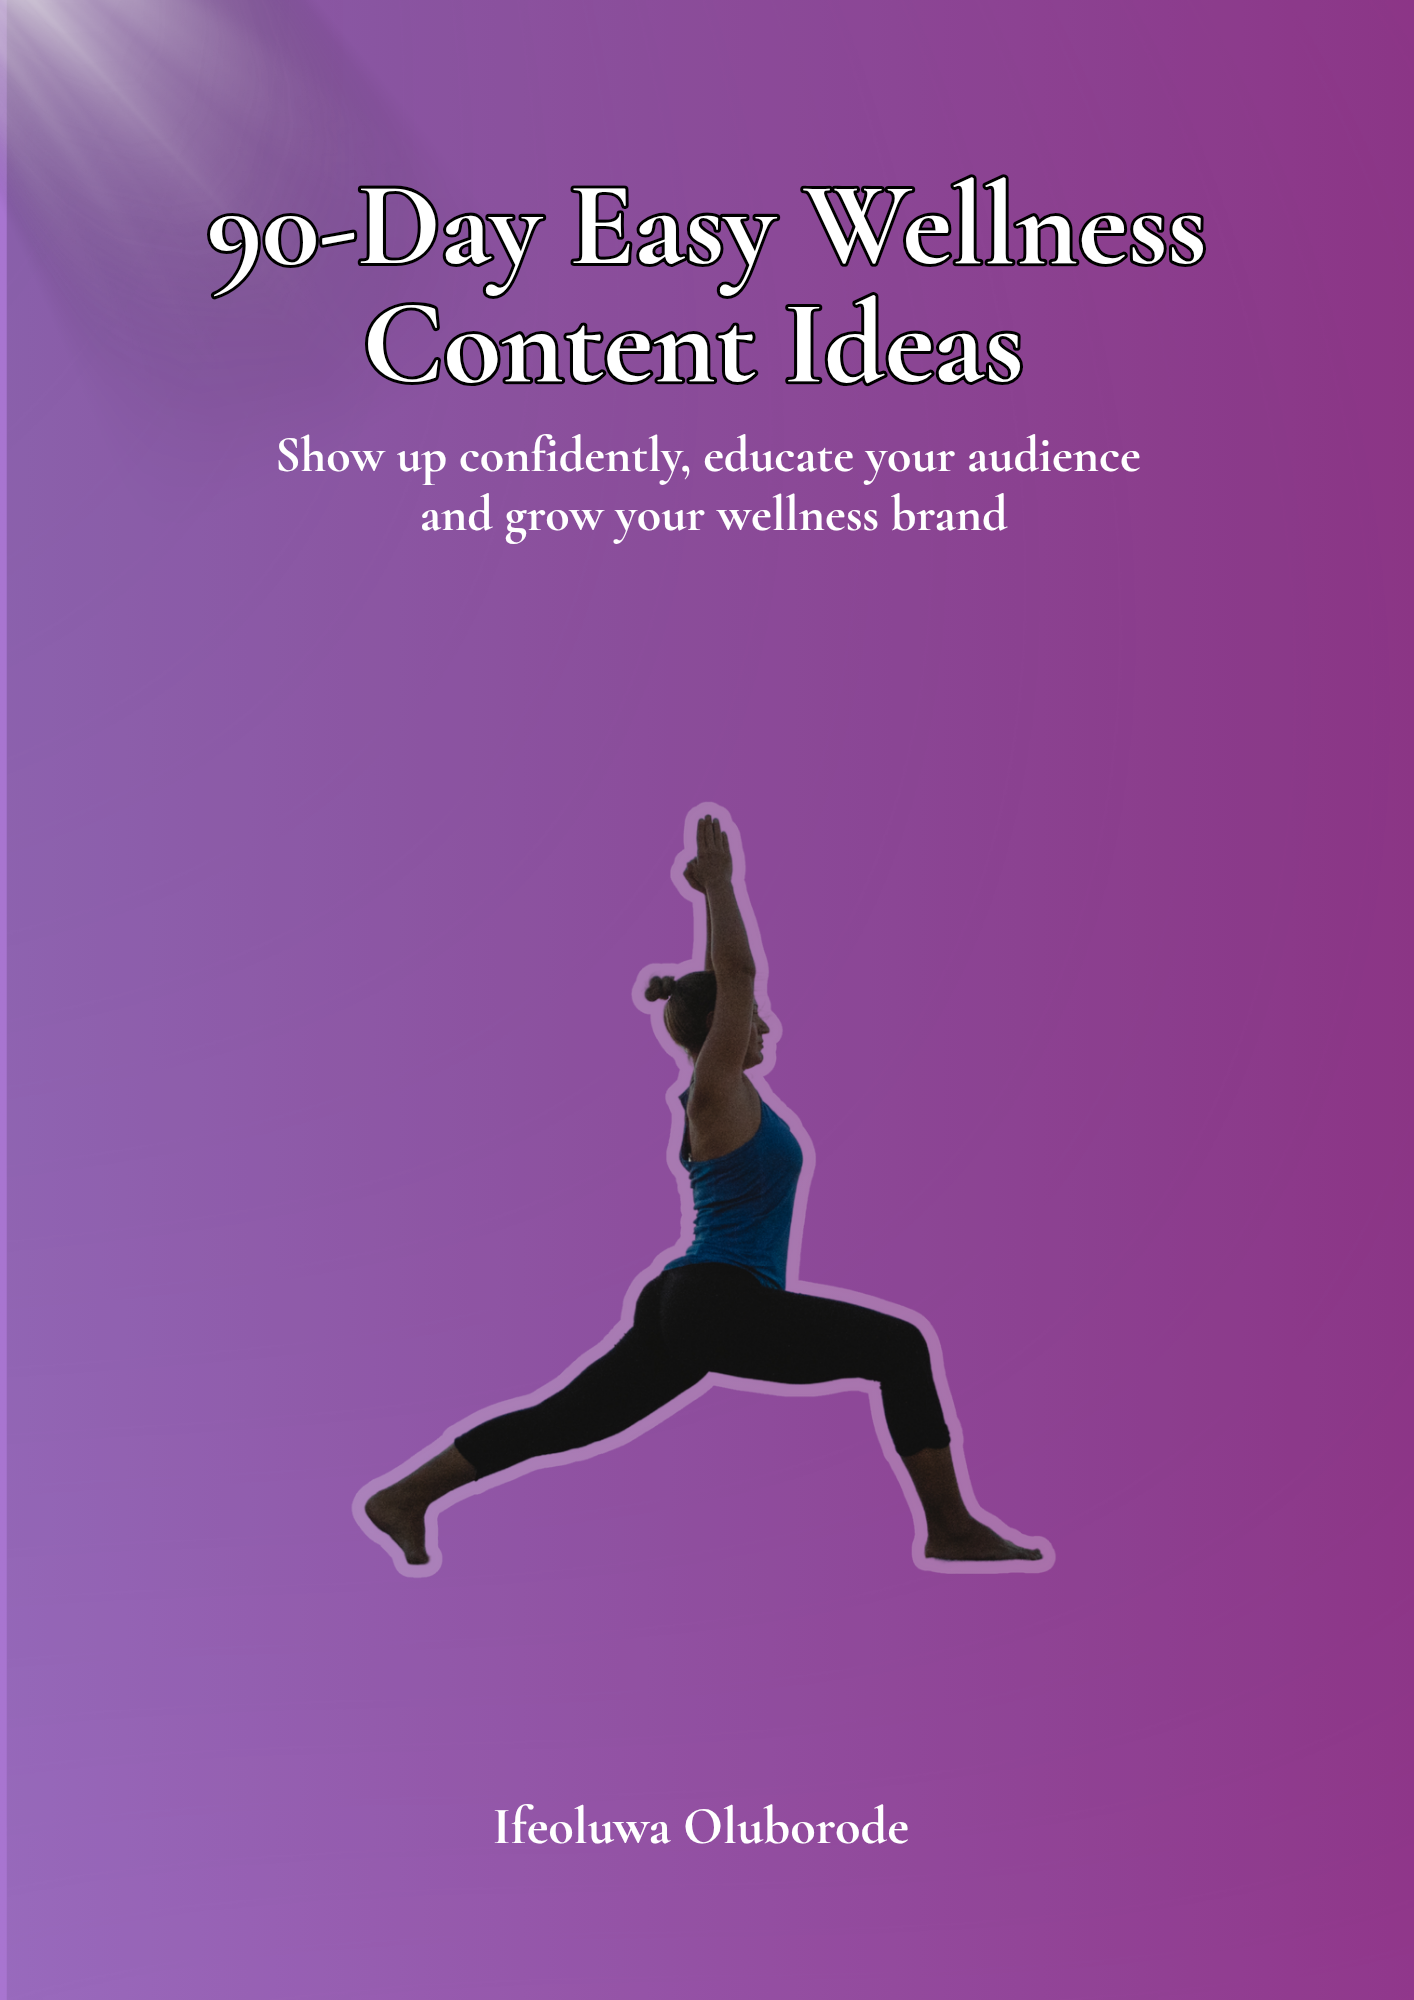 90-Day Easy Wellness
Content Ideas
Show up confidently, educate your audience
and grow your wellness brand
Ifeoluwa Oluborode